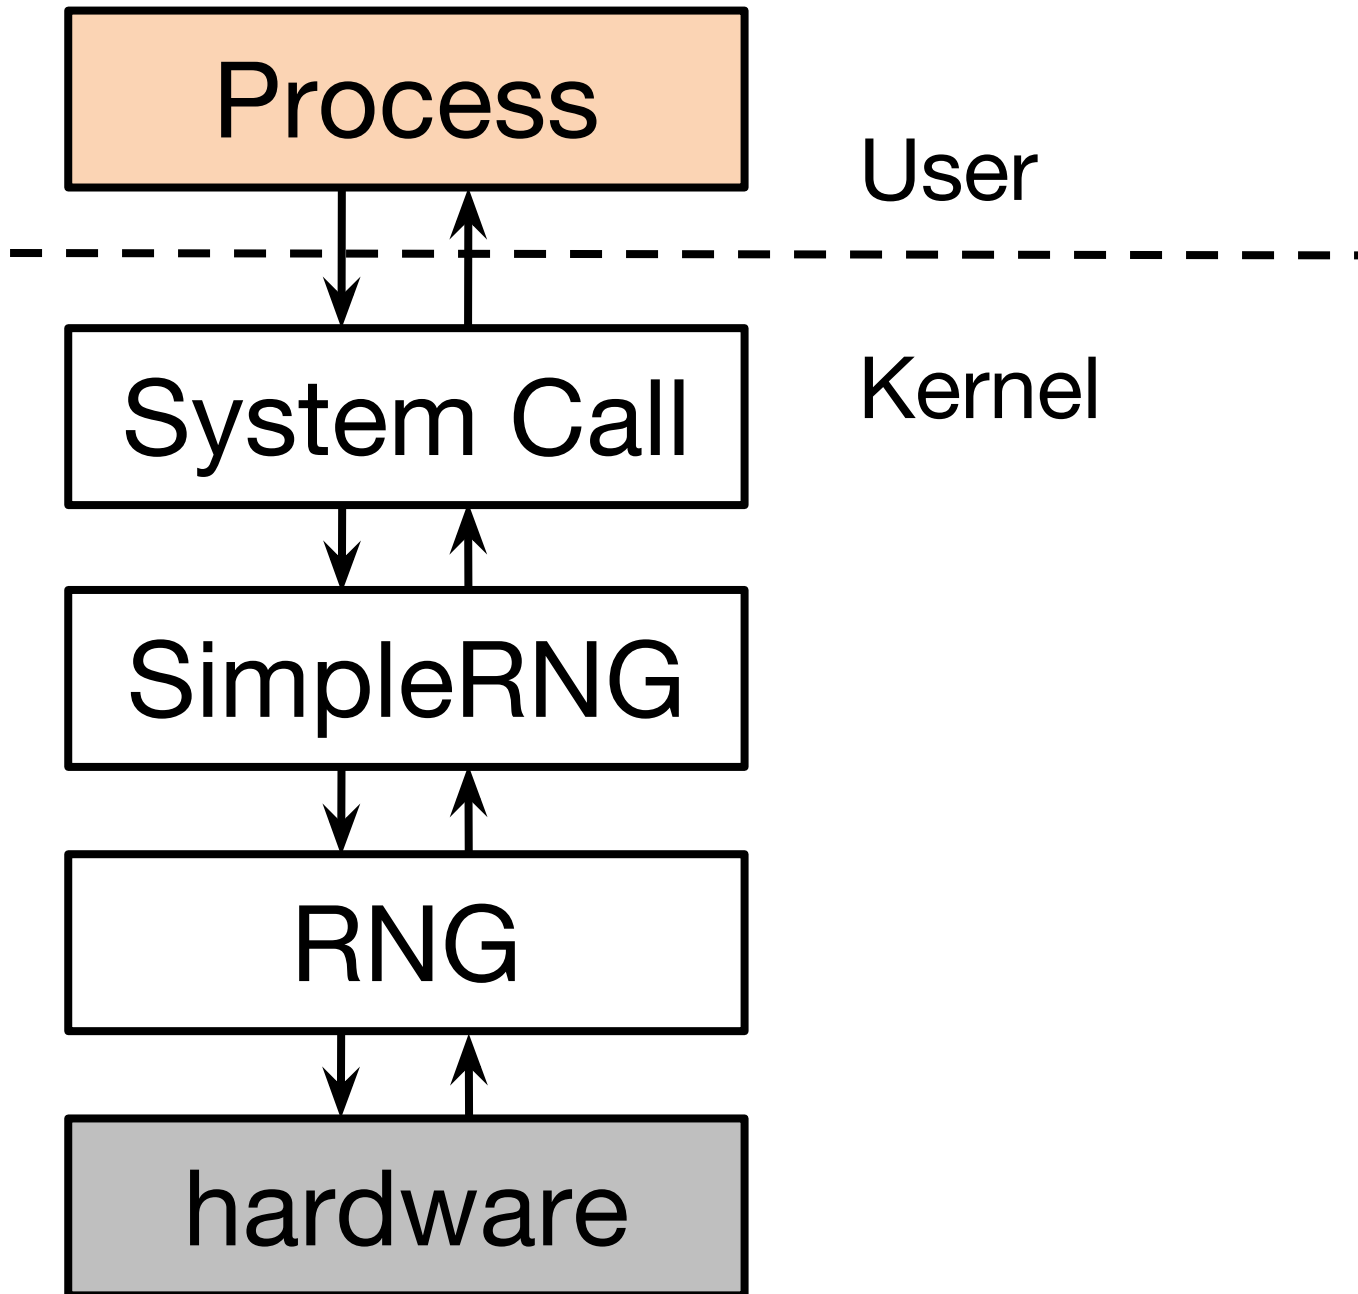 Process
User
System Call
Kernel
SimpleRNG
RNG
hardware